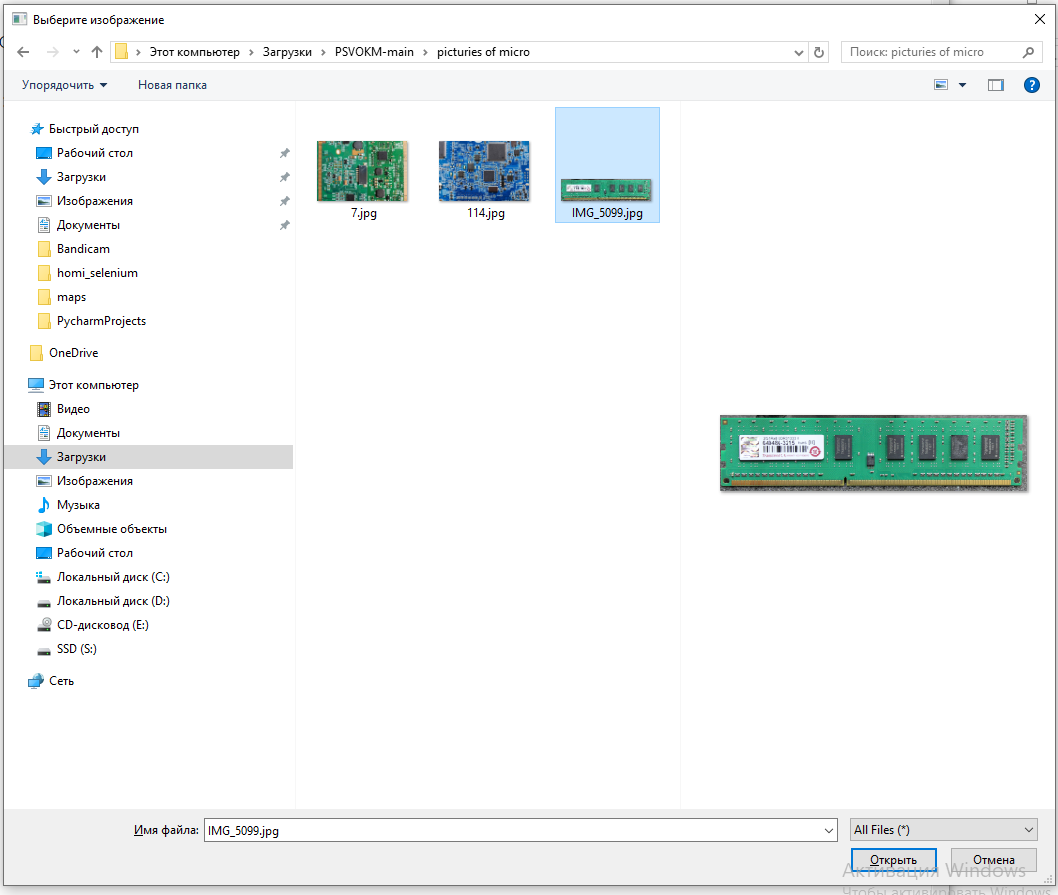 Выберите изображение
Этот компьютер > Загрузки > PSVOKM-main > picturies of micro
Поиск: picturies of micro
Упорядочить
Новая папка
Быстрый доступ
Рабочий стол
Загрузки
Изображения
Документы
Bandicam
homi_selenium
maps
PycharmProjects
OneDrive
Этот компьютер
Видео
Документы
Загрузки
Изображения
Музыка
Объемные объекты
Рабочий стол
Локальный диск (C:)
Локальный диск (D:)
CD-дисковод (E:)
SSD (S:)
Сеть
7.jpg
114.jpg
IMG_5099.jpg
Имя файла:
IMG_5099.jpg
All Files (*)
Открыть
Отмена
Активация Windows
Чтобы активировать Windows